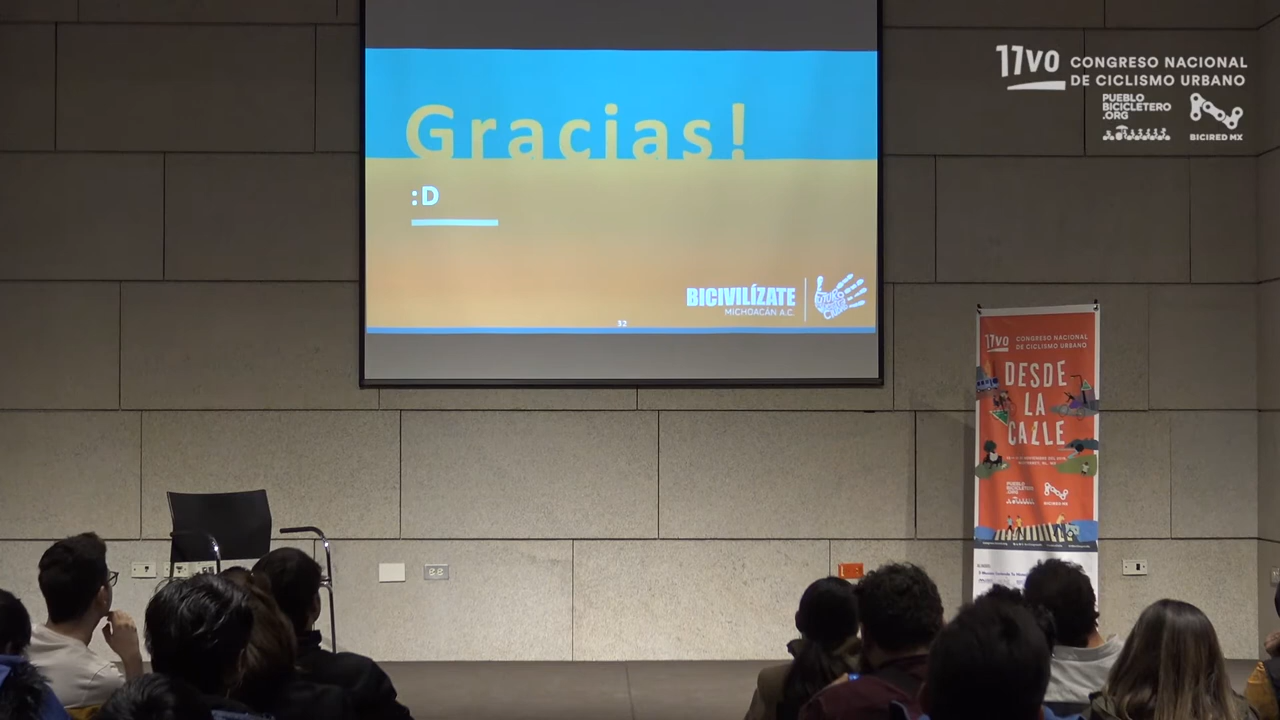 Gracias!
:D
BICIVILÍZATE
MICHOACÁN A.C.
32
11VO CONGRESO NACIONAL
DE CICLISMO URBANO
PUEBLO
BICICLETERO
.ORG
BICIRED MX
11VO CONGRESO NACIONAL
DE CICLISMO URBANO
DESDE
LA
CALLE
PUEBLO
BICICLETERO
.ORG
BICIRED MX